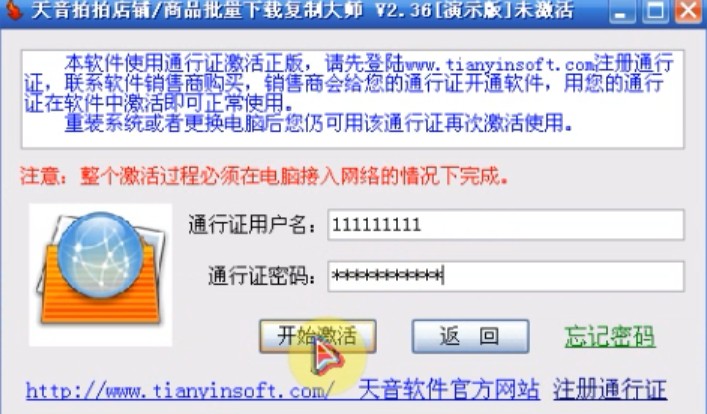 天音拍拍店铺/商品批量下载复制大师 V2.36[演示版]未激活
本软件使用通行证激活正版，请先登陆www.tianyinsoft.com注册通行
证，联系软件销售商购买，销售商会给您的通行证开通软件，用您的通行
证在软件中激活即可正常使用。
重装系统或者更换电脑后您仍可用该通行证再次激活使用。
注意：整个激活过程必须在电脑接入网络的情况下完成。
通行证用户名： 111111111
通行证密码： ***********
开始激活 返 回 忘记密码
http://www.tianyinsoft.com/ 天音软件官方网站 注册通行证